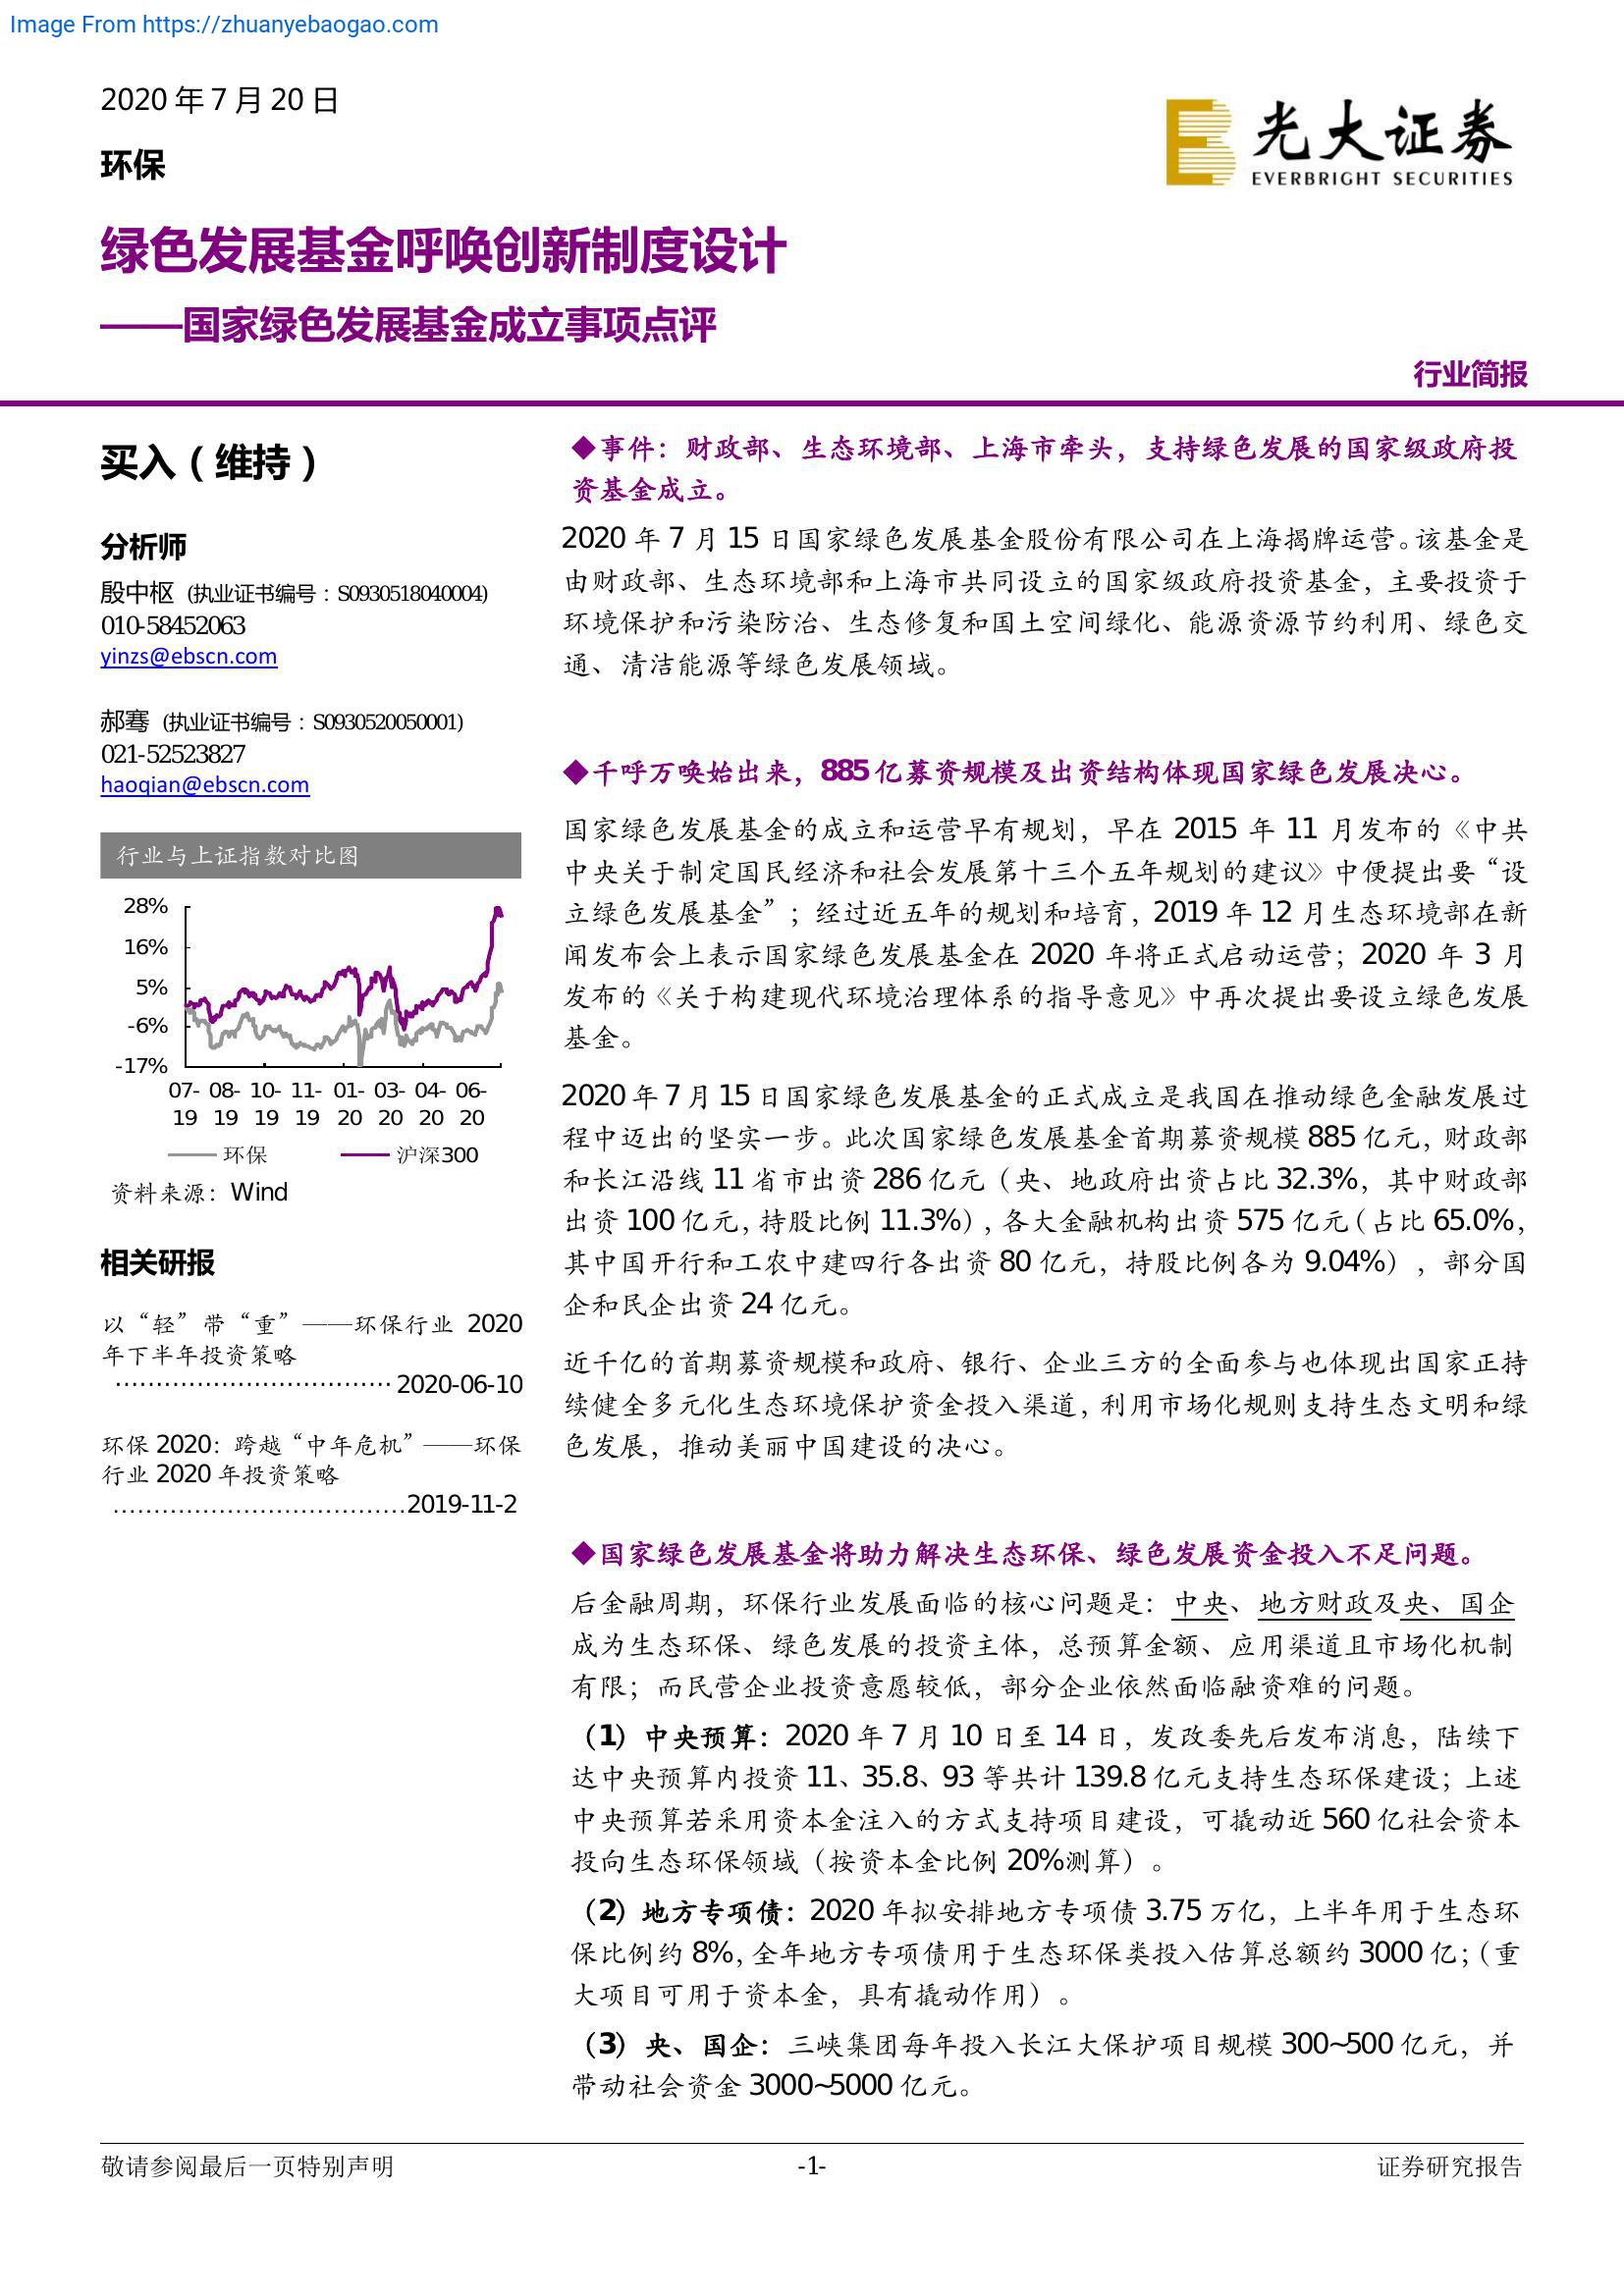 Image From https://zhuanyebaogao.com
2020 年 7 月 20 日
环保
光大证券
EVERBRIGHT SECURITIES
绿色发展基金呼唤创新制度设计
——国家绿色发展基金成立事项点评
行业简报
买入（维持）
分析师
殷中枢 (执业证书编号：S0930518040004)
010-58452063
yinzs@ebscn.com
郝骞 (执业证书编号：S0930520050001)
021-52523827
haoqian@ebscn.com
行业与上证指数对比图
28%
16%
5%
-6%
-17%
07- 08- 10- 11- 01- 03- 04- 06-
19 19 19 19 20 20 20 20
环保 沪深300
资料来源：Wind
相关研报
以“轻”带“重”——环保行业 2020
年下半年投资策略
.................................. 2020-06-10
环保 2020：跨越“中年危机”——环保
行业 2020 年投资策略
....................................2019-11-2
◆事件：财政部、生态环境部、上海市牵头，支持绿色发展的国家级政府投
资基金成立。
2020 年 7 月 15 日国家绿色发展基金股份有限公司在上海揭牌运营。该基金是
由财政部、生态环境部和上海市共同设立的国家级政府投资基金，主要投资于
环境保护和污染防治、生态修复和国土空间绿化、能源资源节约利用、绿色交
通、清洁能源等绿色发展领域。
◆千呼万唤始出来，885 亿募资规模及出资结构体现国家绿色发展决心。
国家绿色发展基金的成立和运营早有规划，早在 2015 年 11 月发布的《中共
中央关于制定国民经济和社会发展第十三个五年规划的建议》中便提出要“设
立绿色发展基金”；经过近五年的规划和培育，2019 年 12 月生态环境部在新
闻发布会上表示国家绿色发展基金在 2020 年将正式启动运营；2020 年 3 月
发布的《关于构建现代环境治理体系的指导意见》中再次提出要设立绿色发展
基金。
2020 年 7 月 15 日国家绿色发展基金的正式成立是我国在推动绿色金融发展过
程中迈出的坚实一步。此次国家绿色发展基金首期募资规模 885 亿元，财政部
和长江沿线 11 省市出资 286 亿元（央、地政府出资占比 32.3%，其中财政部
出资 100 亿元，持股比例 11.3%），各大金融机构出资 575 亿元（占比 65.0%，
其中国开行和工农中建四行各出资 80 亿元，持股比例各为 9.04%），部分国
企和民企出资 24 亿元。
近千亿的首期募资规模和政府、银行、企业三方的全面参与也体现出国家正持
续健全多元化生态环境保护资金投入渠道，利用市场化规则支持生态文明和绿
色发展，推动美丽中国建设的决心。
◆国家绿色发展基金将助力解决生态环保、绿色发展资金投入不足问题。
后金融周期，环保行业发展面临的核心问题是：中央、地方财政及央、国企
成为生态环保、绿色发展的投资主体，总预算金额、应用渠道且市场化机制
有限；而民营企业投资意愿较低，部分企业依然面临融资难的问题。
（1）中央预算：2020 年 7 月 10 日至 14 日，发改委先后发布消息，陆续下
达中央预算内投资 11、35.8、93 等共计 139.8 亿元支持生态环保建设；上述
中央预算若采用资本金注入的方式支持项目建设，可撬动近 560 亿社会资本
投向生态环保领域（按资本金比例 20%测算）。
（2）地方专项债：2020 年拟安排地方专项债 3.75 万亿，上半年用于生态环
保比例约 8%，全年地方专项债用于生态环保类投入估算总额约 3000 亿；（重
大项目可用于资本金，具有撬动作用）。
（3）央、国企：三峡集团每年投入长江大保护项目规模 300~500 亿元，并
带动社会资金 3000~5000 亿元。
敬请参阅最后一页特别声明 -1- 证券研究报告